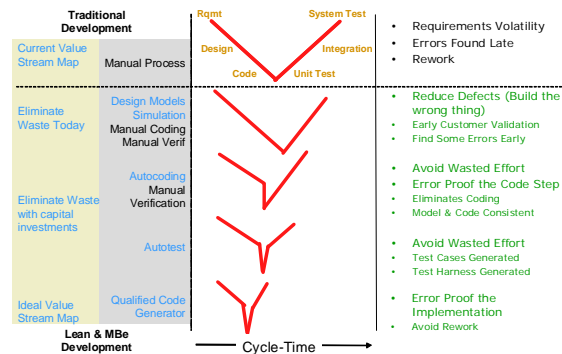 Traditional
Development
Current Value
Stream Map
Manual Process
Rqmt
System Test
Design
Integration
Code
Unit Test
• Requirements Volatility
• Errors Found Late
• Rework
Eliminate
Waste Today
Design Models
Simulation
Manual Coding
Manual Verif
• Reduce Defects (Build the
wrong thing)
• Early Customer Validation
• Find Some Errors Early
Eliminate Waste
with capital
investments
Autocoding
Manual
Verification
• Avoid Wasted Effort
• Error Proof the Code Step
• Eliminates Coding
• Model & Code Consistent
Autotest
• Avoid Wasted Effort
• Test Cases Generated
• Test Harness Generated
Ideal Value
Stream Map
Qualified Code
Generator
• Error Proof the
Implementation
• Avoid Rework
Lean & MBe
Development
Cycle-Time